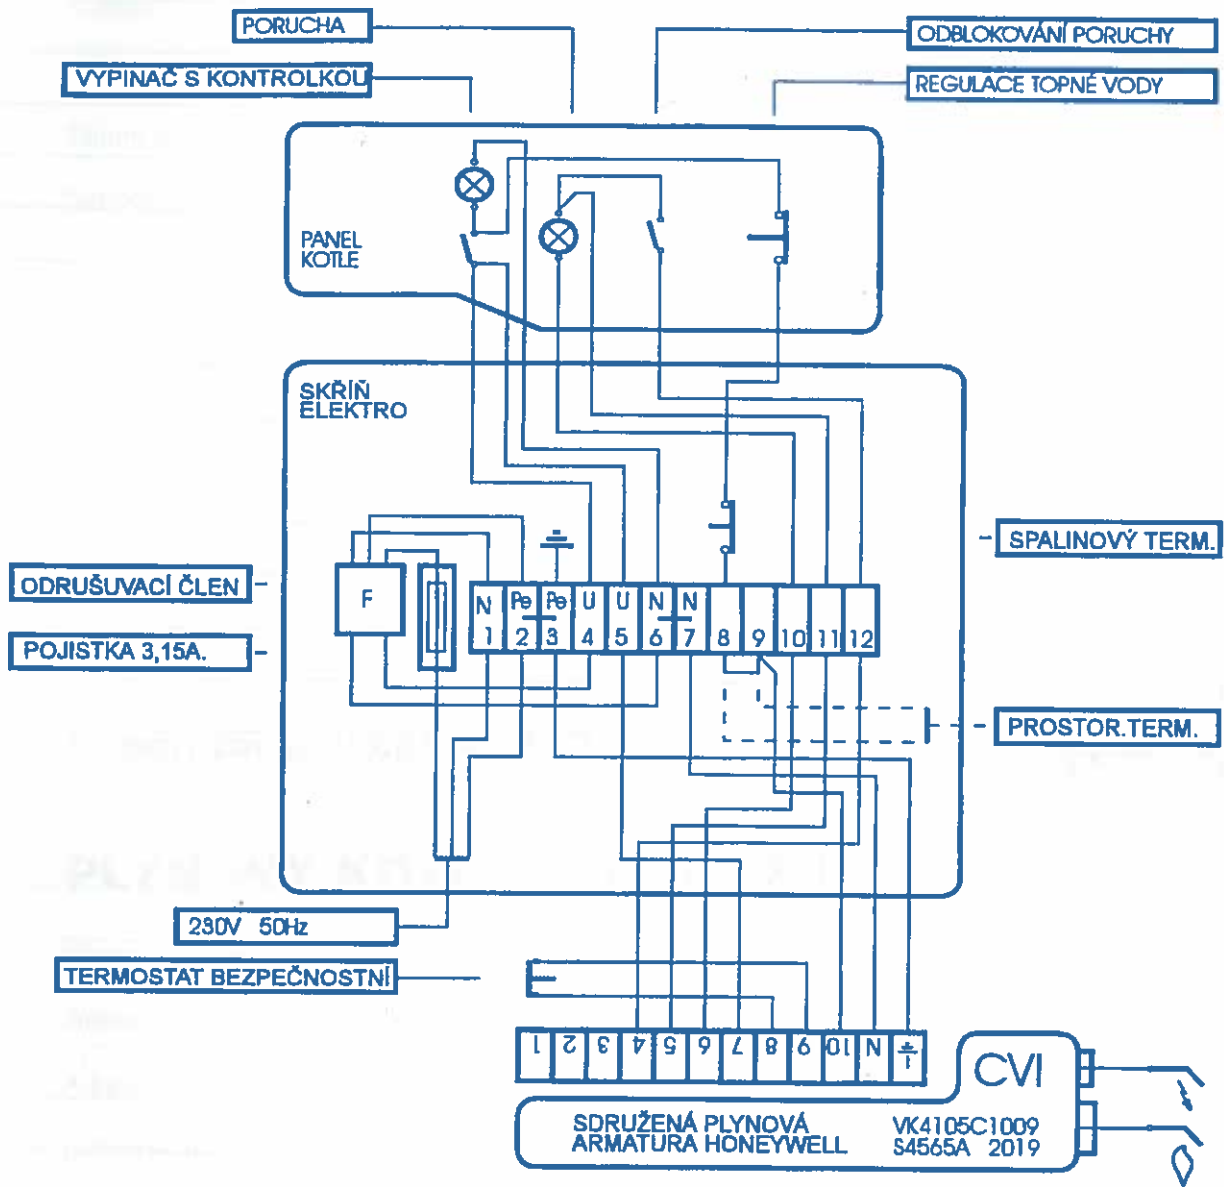 PORUCHA
ODBLOKOVÁNÍ PORUCHY
VYPINAČ S KONTROLKOU
REGULACE TOPNÉ VODY
PANEL
KOTLE
SKŘÍŇ
ELEKTRO
SPALINOVÝ TERM.
ODRUŠUVACÍ ČLEN
F
N Pe Pe U U N N
1 2 3 4 5 6 7 8 9 10 11 12
POJISTKA 3,15A.
PROSTOR.TERM.
230V 50Hz
TERMOSTAT BEZPEČNOSTNÍ
1 2 3 4 5 6 7 8 9 10 N
CVI
SDRUŽENÁ PLYNOVÁ
ARMATURA HONEYWELL
VK4105C1009
S4565A 2019